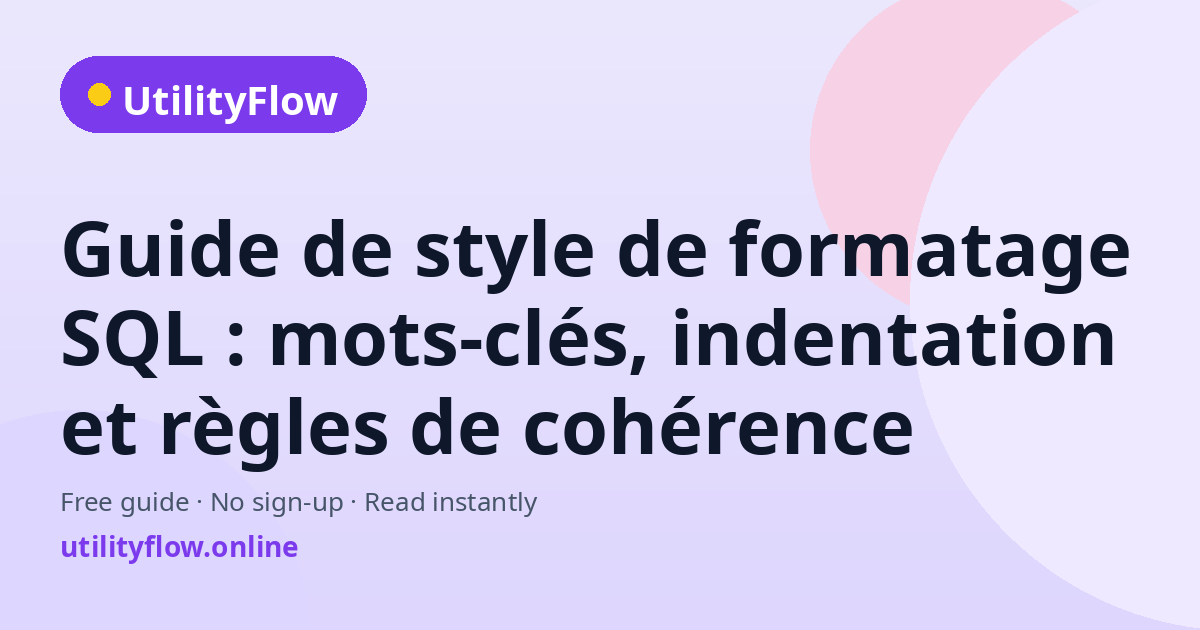 UtilityFlow
Guide de style de formatage
SQL : mots-clés, indentation
et règles de cohérence
Free guide · No sign-up · Read instantly
utilityflow.online